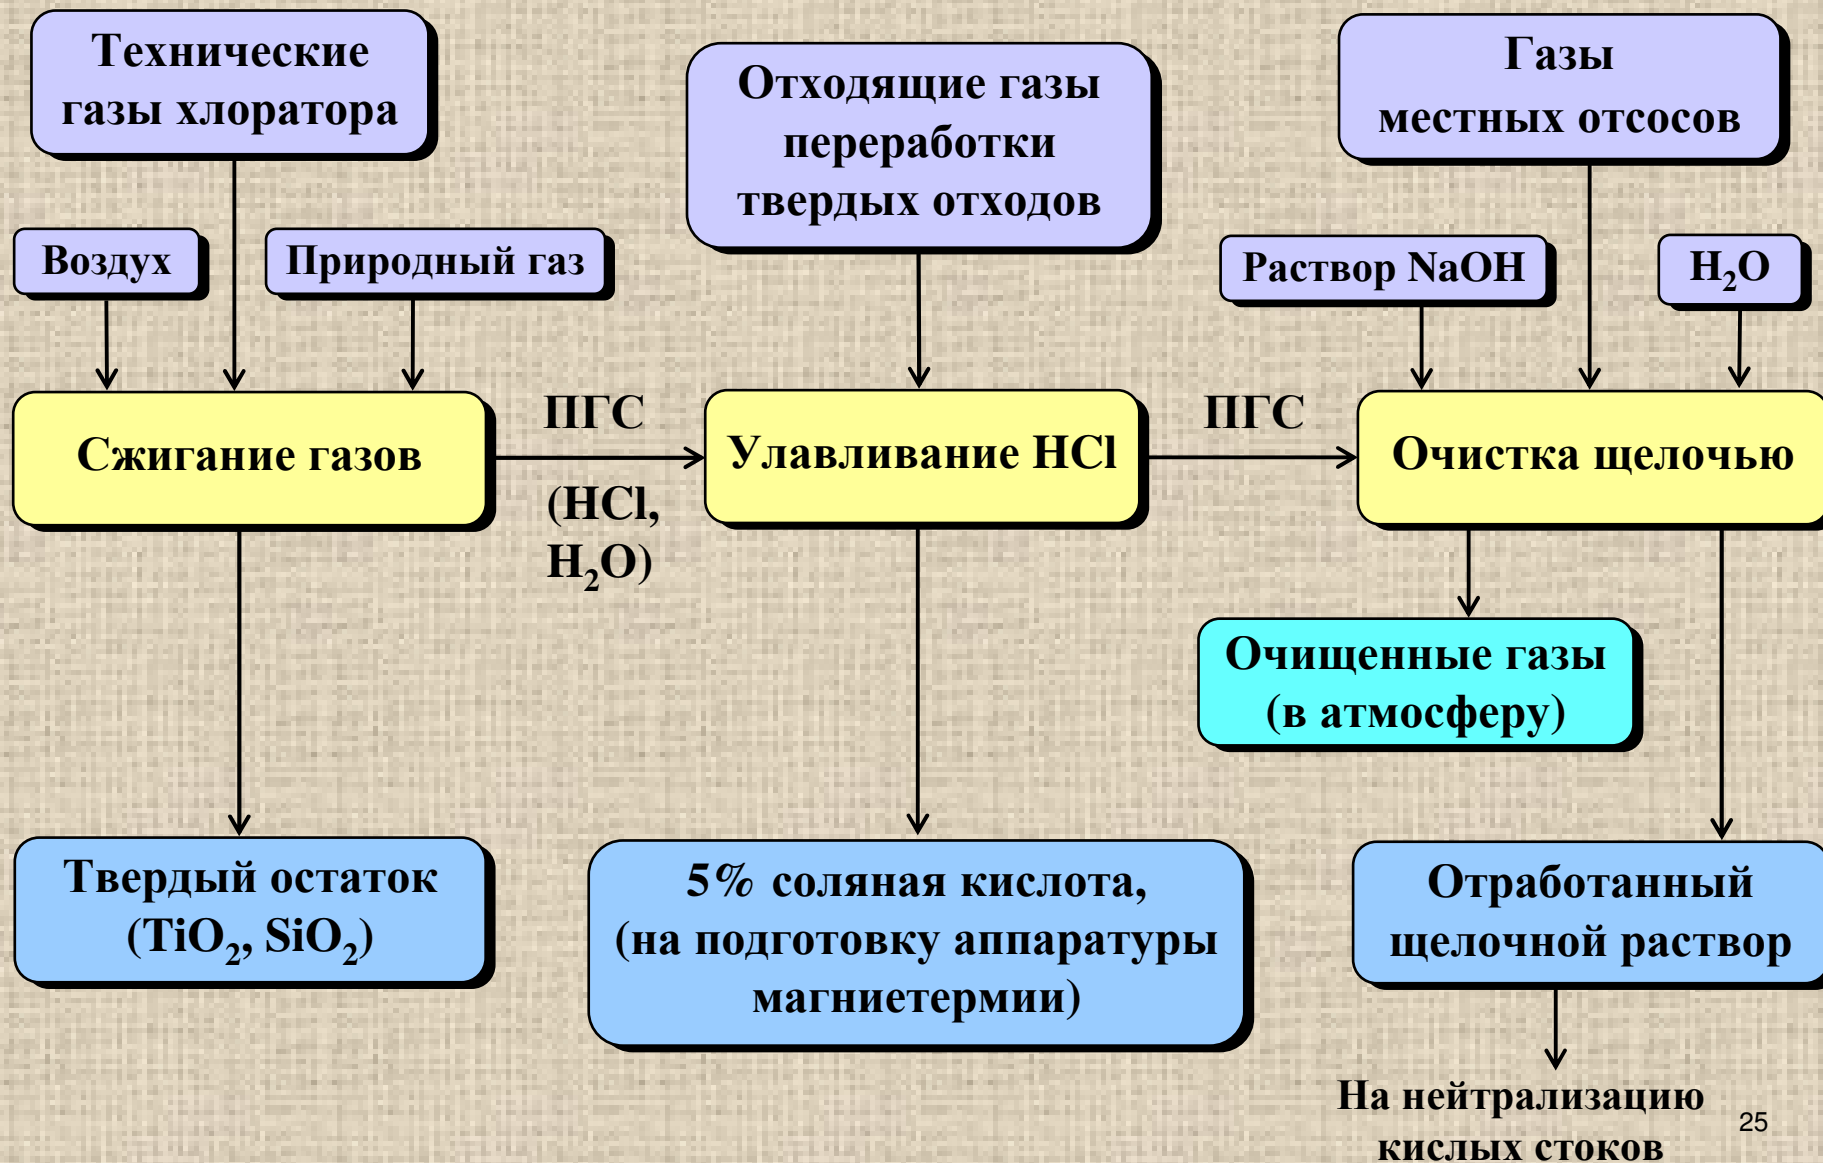 Технические
газы хлоратора
Отходящие газы
переработки
твердых отходов
Газы
местных отсосов
Воздух
Природный газ
Раствор NaOH
H₂O
Сжигание газов
ПГС
(HCl,
H₂O)
Улавливание HCl
ПГС
Очистка щелочью
Очищенные газы
(в атмосферу)
Твердый остаток
(TiO₂, SiO₂)
5% соляная кислота,
(на подготовку аппаратуры
магниетермии)
Отработанный
щелочной раствор
На нейтрализацию
кислых стоков
25